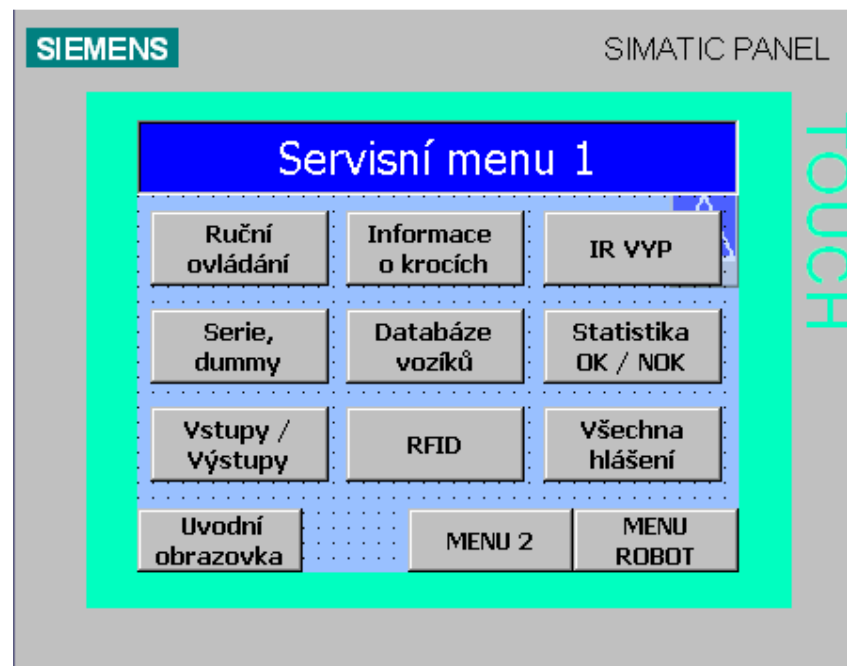 SIEMENS
SIMATIC PANEL
TOUCH
Servisní menu 1
Ruční
ovládání
Informace
o krocích
IR VYP
Serie,
dummy
Databáze
vozíků
Statistika
OK / NOK
Vstupy /
Výstupy
RFID
Všechna
hlášení
Uvodní
obrazovka
MENU 2
MENU
ROBOT